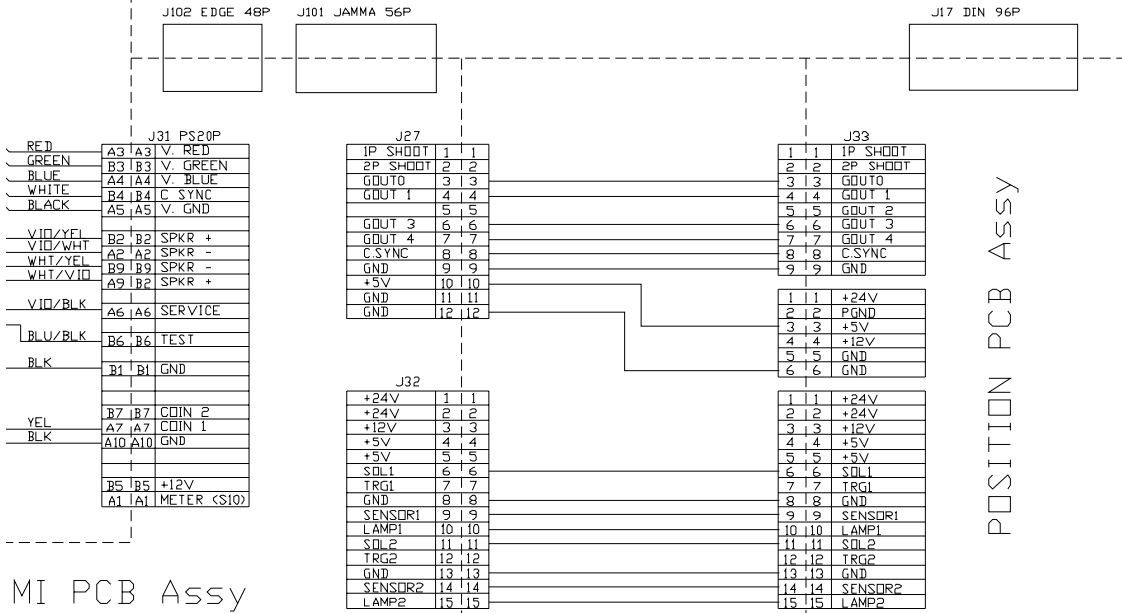 J102 EDGE 48P
J101 JAMMA 56P
J17 DIN 96P
J31 PS20P
RED A3 A3 V. RED
GREEN B3 B3 V. GREEN
BLUE A4 A4 V. BLUE
WHITE B4 B4 C SYNC
BLACK A5 A5 V. GND
VIO/YEL B2 B2 SPKR +
VIO/WHT A2 A2 SPKR -
WHT/YEL B9 B9 SPKR -
WHT/VIO A9 B2 SPKR +
VIO/BLK A6 A6 SERVICE
BLU/BLK B6 B6 TEST
BLK B1 B1 GND
B7 B7 COIN 2
YEL A7 A7 COIN 1
BLK A10 A10 GND
B5 B5 +12V
A1 A1 METER (S10)
MI PCB Assy
J27
1P SHOOT 1 1
2P SHOOT 2 2
GOUT0 3 3
GOUT 1 4 4
5 5
GOUT 3 6 6
GOUT 4 7 7
C.SYNC 8 8
GND 9 9
+5V 10 10
GND 11 11
GND 12 12
J32
+24V 1 1
+24V 2 2
+12V 3 3
+5V 4 4
+5V 5 5
SOL1 6 6
TRG1 7 7
GND 8 8
SENSOR1 9 9
LAMP1 10 10
SOL2 11 11
TRG2 12 12
GND 13 13
SENSOR2 14 14
LAMP2 15 15
J33
1 1 1P SHOOT
2 2 2P SHOOT
3 3 GOUT0
4 4 GOUT 1
5 5 GOUT 2
6 6 GOUT 3
7 7 GOUT 4
8 8 C.SYNC
9 9 GND
1 1 +24V
2 2 PGND
3 3 +5V
4 4 +12V
5 5 GND
6 6 GND
1 1 +24V
2 2 +24V
3 3 +12V
4 4 +5V
5 5 +5V
6 6 SOL1
7 7 TRG1
8 8 GND
9 9 SENSOR1
10 10 LAMP1
11 11 SOL2
12 12 TRG2
13 13 GND
14 14 SENSOR2
15 15 LAMP2
POSITION PCB Assy